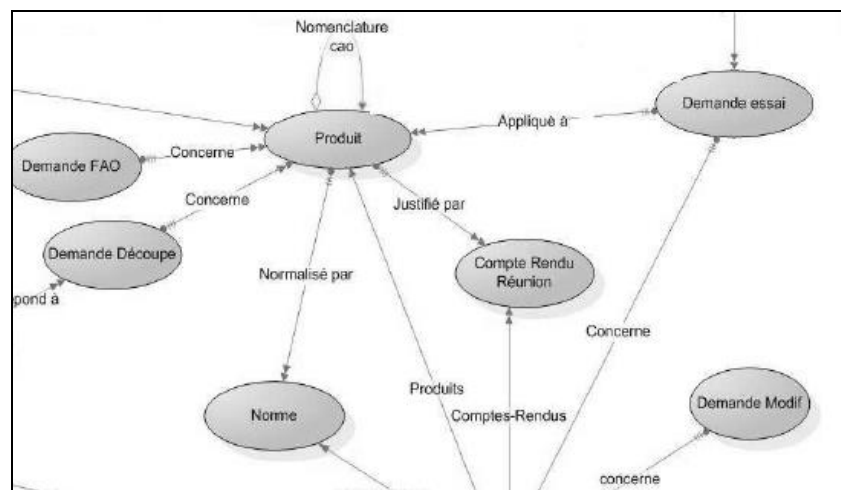 Nomenclature
cao
Demande essai
Produit
Appliqué à
Concerne
Demande FAO
Concerne
Justifié par
Demande Découpe
Compte Rendu
Réunion
Normalisé par
pond à
Concerne
Produits
Comptes-Rendus
Norme
Demande Modif
concerne